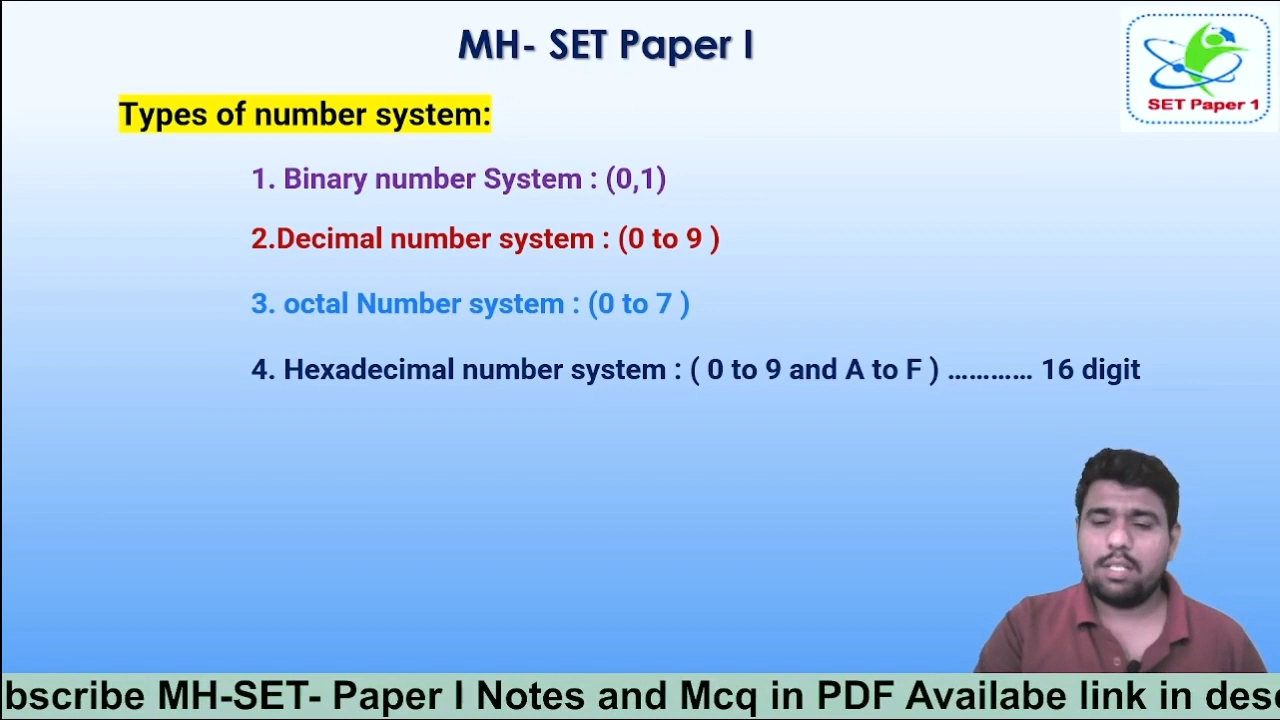 MH- SET Paper I
SET Paper 1
Types of number system:
1. Binary number System : (0,1)
2.Decimal number system : (0 to 9 )
3. octal Number system : (0 to 7 )
4. Hexadecimal number system : ( 0 to 9 and A to F ) ………… 16 digit
bscribe MH-SET- Paper I Notes and Mcq in PDF Availabe link in desc